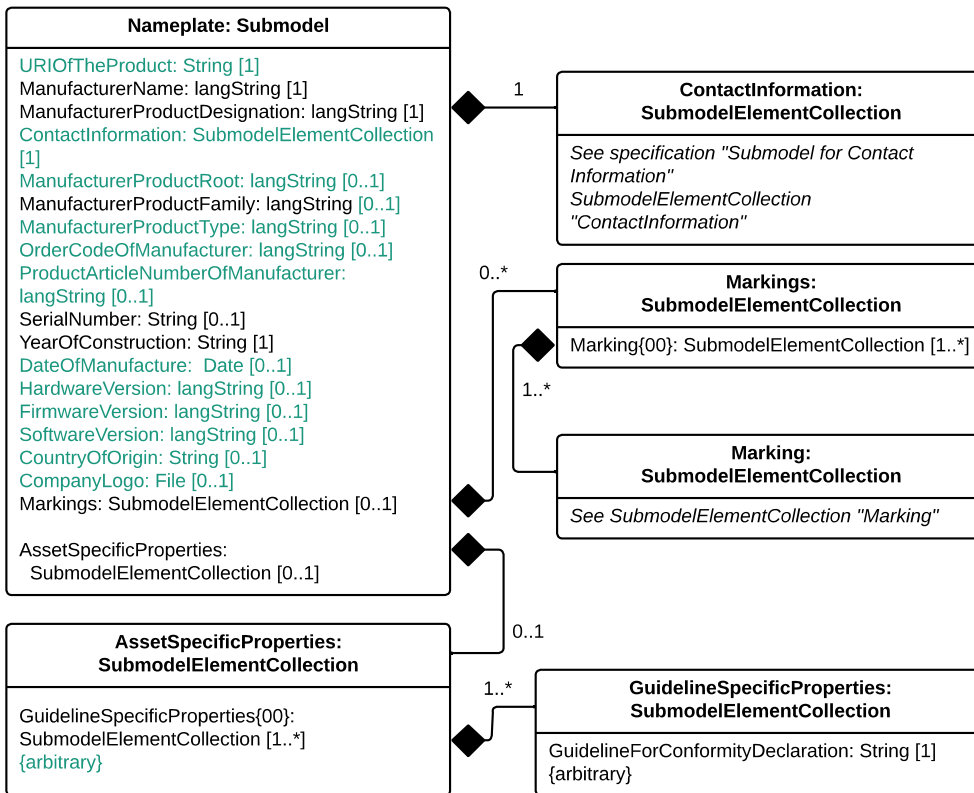 Nameplate: Submodel
URIOfTheProduct: String [1]
ManufacturerName: langString [1]
ManufacturerProductDesignation: langString [1]
ContactInformation: SubmodelElementCollection
[1]
ManufacturerProductRoot: langString [0..1]
ManufacturerProductFamily: langString [0..1]
ManufacturerProductType: langString [0..1]
OrderCodeOfManufacturer: langString [0..1]
ProductArticleNumberOfManufacturer:
langString [0..1]
SerialNumber: String [0..1]
YearOfConstruction: String [1]
DateOfManufacture:  Date [0..1]
HardwareVersion: langString [0..1]
FirmwareVersion: langString [0..1]
SoftwareVersion: langString [0..1]
CountryOfOrigin: String [0..1]
CompanyLogo: File [0..1]
Markings: SubmodelElementCollection [0..1]
AssetSpecificProperties:
SubmodelElementCollection [0..1]
1
ContactInformation:
SubmodelElementCollection
See specification "Submodel for Contact
Information"
SubmodelElementCollection
"ContactInformation"
0..*
Markings:
SubmodelElementCollection
Marking{00}: SubmodelElementCollection [1..*]
1..*
Marking:
SubmodelElementCollection
See SubmodelElementCollection "Marking"
0..1
AssetSpecificProperties:
SubmodelElementCollection
GuidelineSpecificProperties{00}:
SubmodelElementCollection [1..*]
{arbitrary}
1..*
GuidelineSpecificProperties:
SubmodelElementCollection
GuidelineForConformityDeclaration: String [1]
{arbitrary}